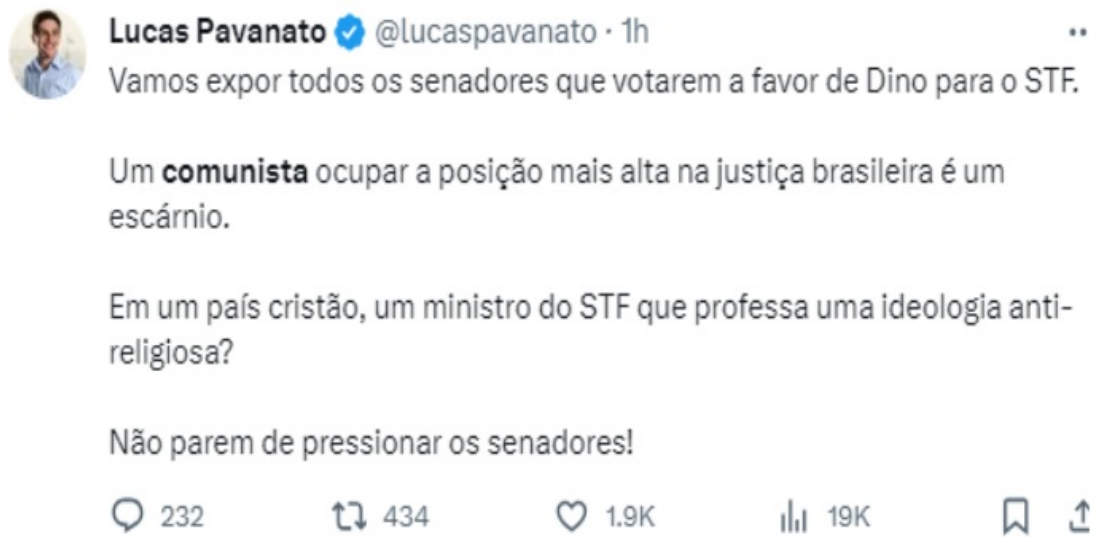 Lucas Pavanato @lucaspavanato · 1h
Vamos expor todos os senadores que votarem a favor de Dino para o STF.
Um comunista ocupar a posição mais alta na justiça brasileira é um
escárnio.
Em um país cristão, um ministro do STF que professa uma ideologia anti-
religiosa?
Não parem de pressionar os senadores!
232 434 1.9K 19K